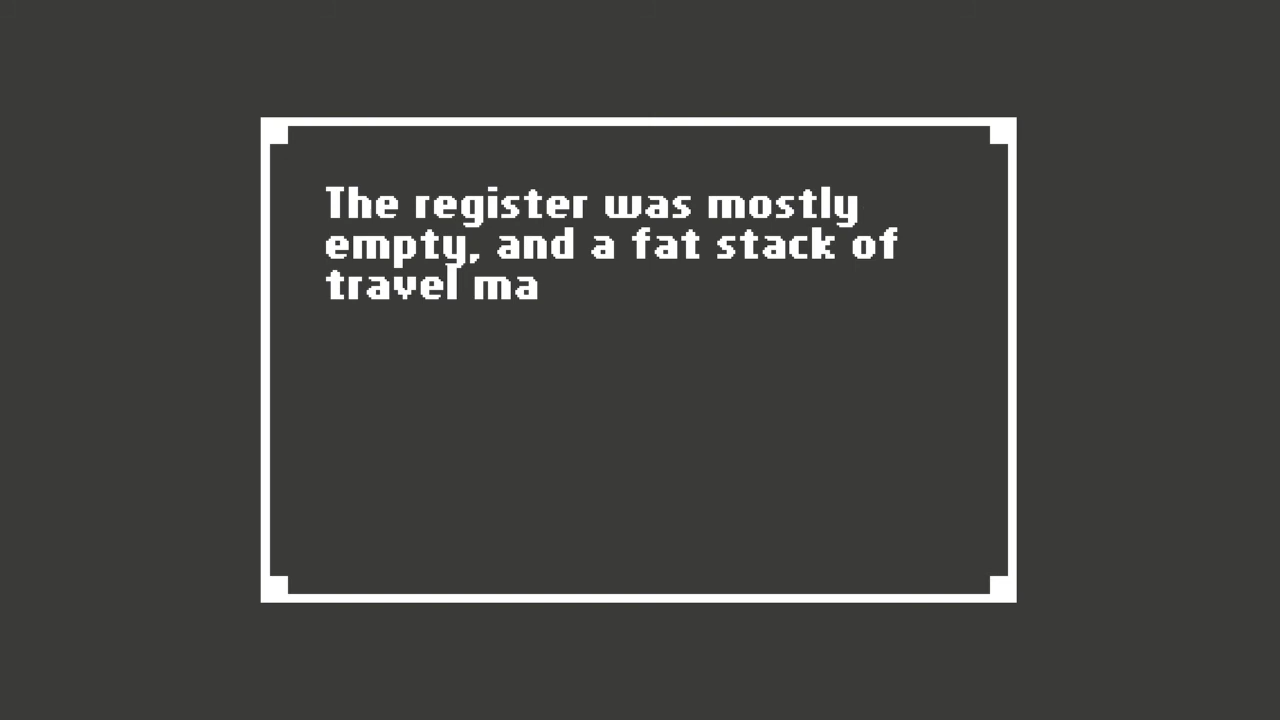 The register was mostly
empty, and a fat stack of
travel ma